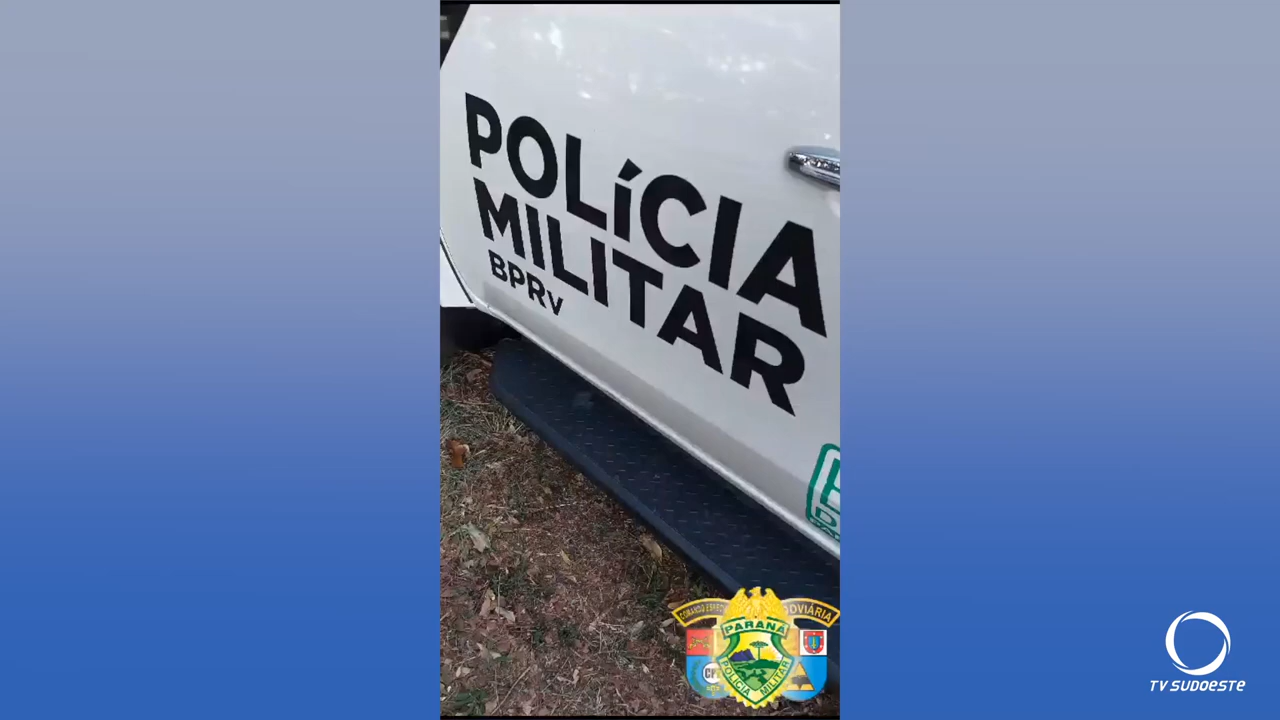 POLÍCIA
MILITAR
BPRv
PARANÁ
POLÍCIA MILITAR
TV SUDOESTE